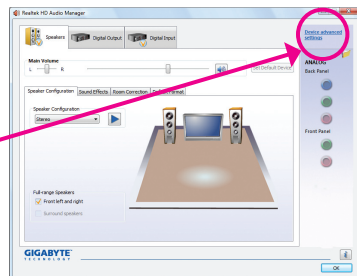 Realtek HD Audio Manager
Speakers
Digital Output
Digital Input
Device advanced
settings
Main Volume
L
R
Set Default Device
ANALOG
Back Panel
Speaker Configuration
Sound Effects
Room Correction
Default Format
Speaker Configuration
Stereo
Front Panel
Full-range Speakers
Front left and right
Surround speakers
GIGABYTE
TECHNOLOGY
OK